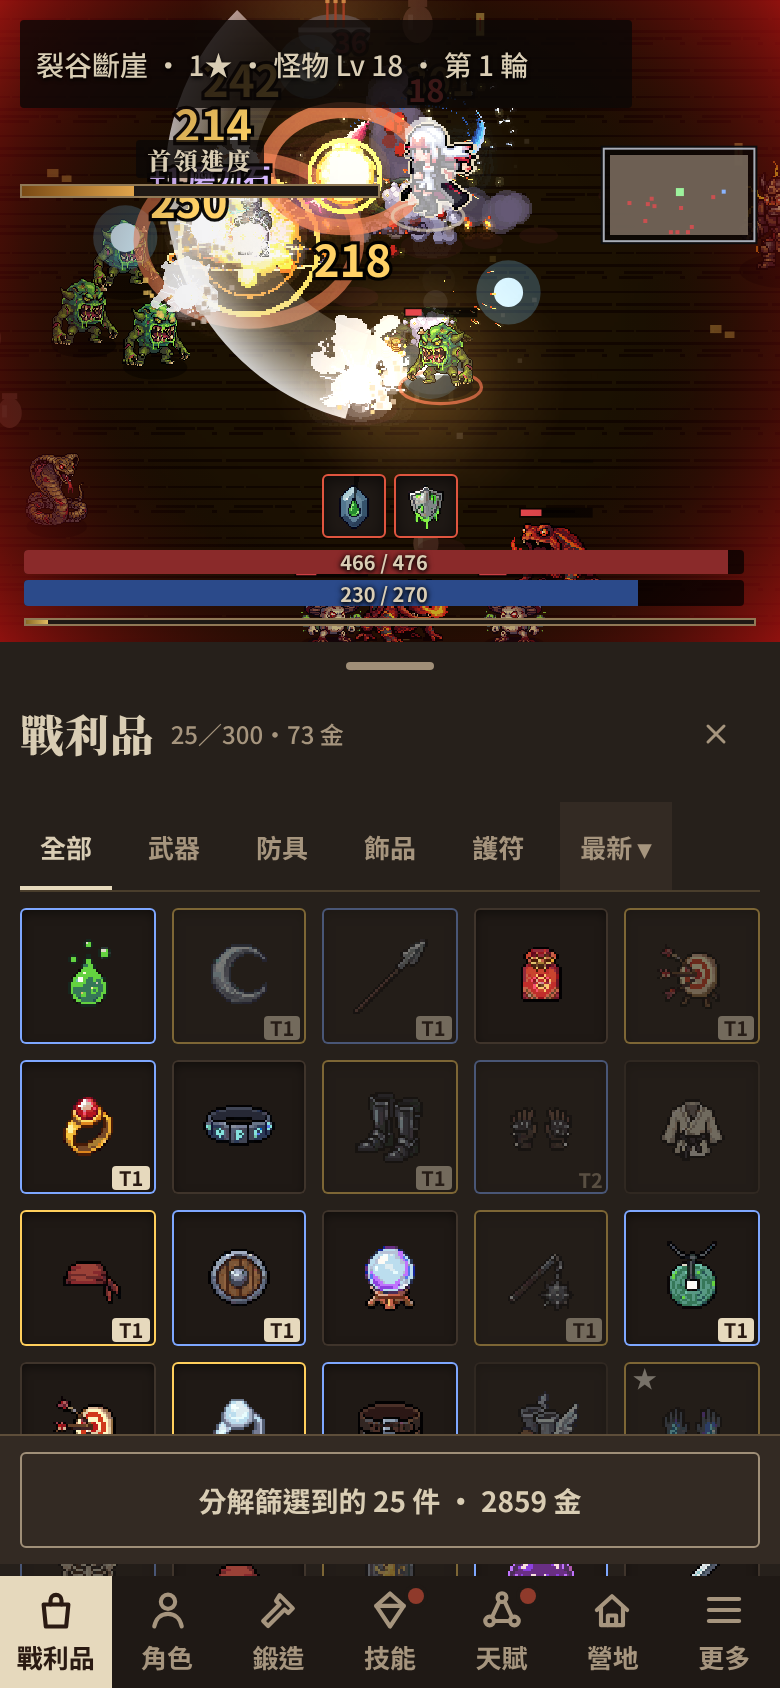 裂谷斷崖 • 1★ • 怪物 Lv 18 • 第 1 輪
36
242
18
214
首領進度
250
218
466 / 476
230 / 270
戰利品 25／300・73 金
全部 武器 防具 飾品 護符 最新▼
T1 T1 T1
T1 T1 T2
T1 T1 T1 T1
★
分解篩選到的 25 件 • 2859 金
戰利品 角色 鍛造 技能 天賦 營地 更多